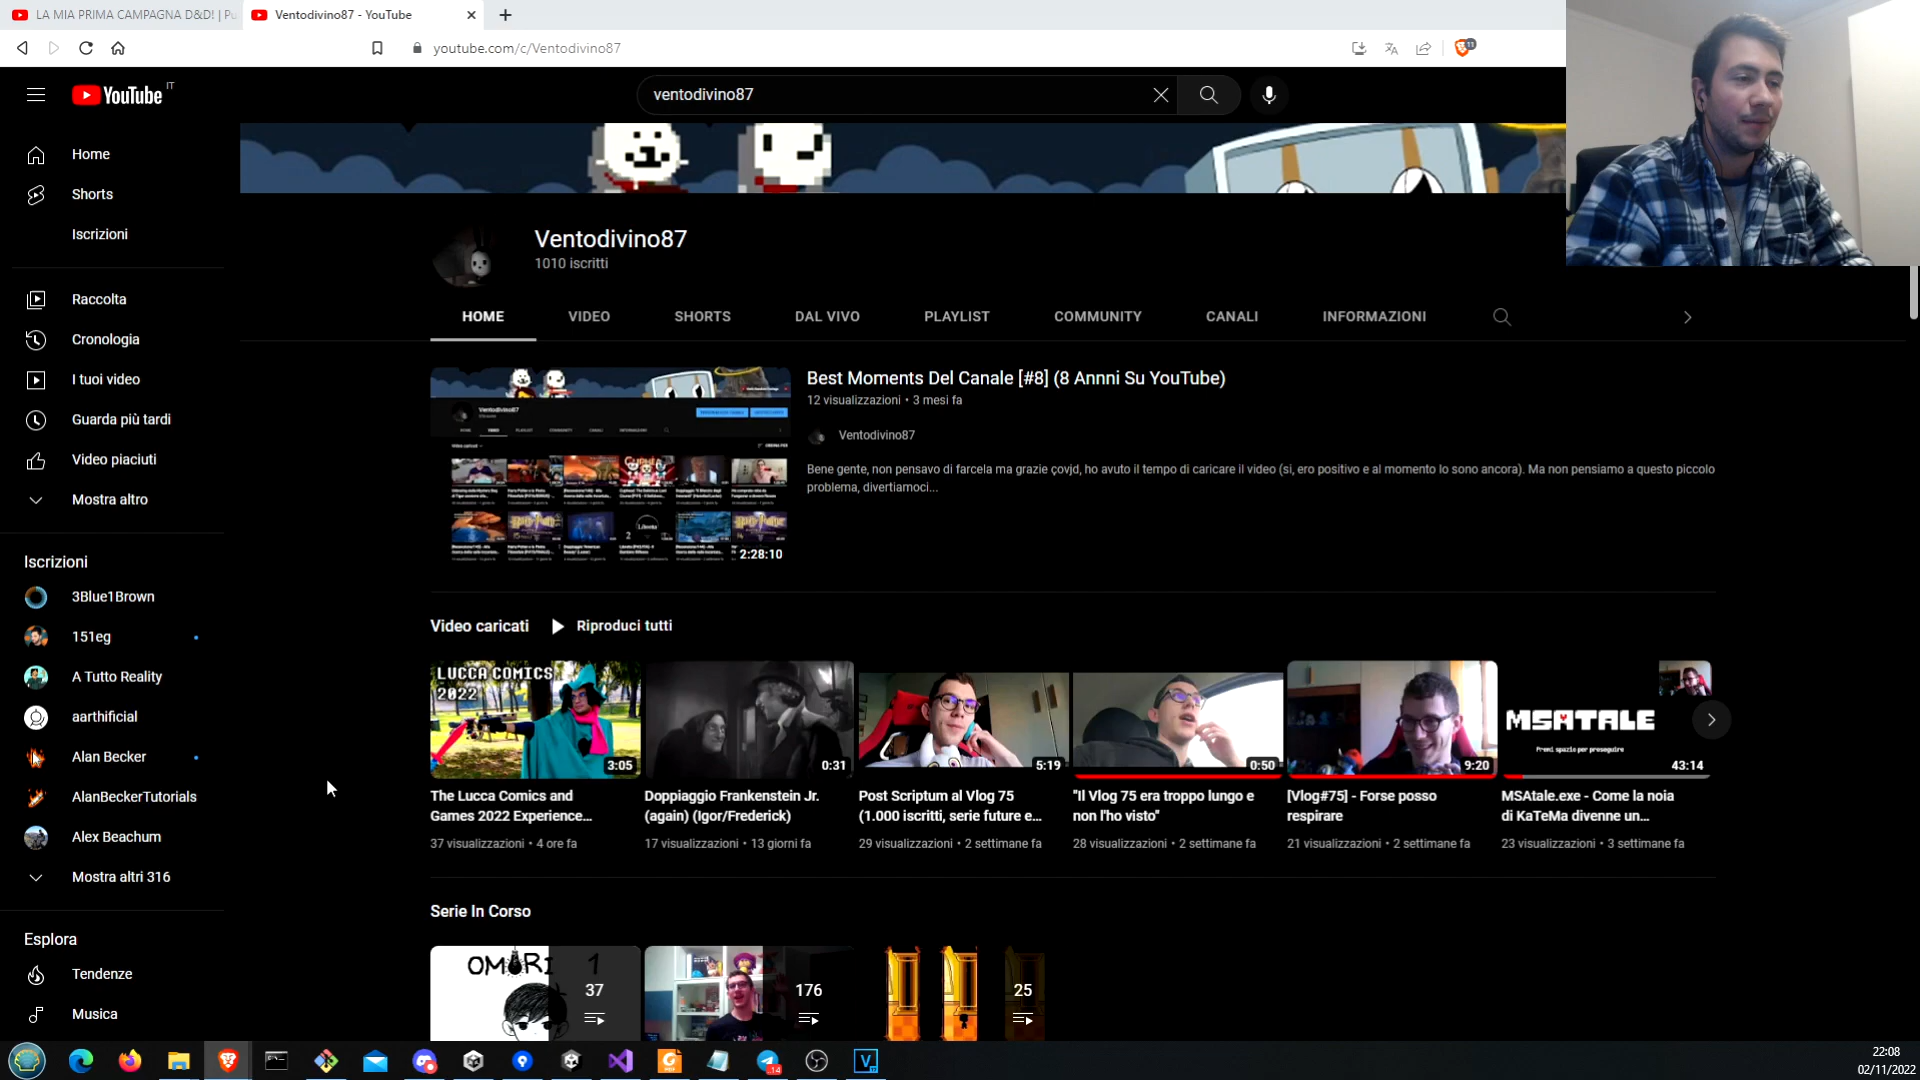 LA MIA PRIMA CAMPAGNA D&D! | Pu
Ventodivino87 - YouTube
youtube.com/c/Ventodivino87
11
YouTube IT
ventodivino87
Home
Shorts
Iscrizioni
Raccolta
Cronologia
I tuoi video
Guarda più tardi
Video piaciuti
Mostra altro
Iscrizioni
3Blue1Brown
151eg
A Tutto Reality
aarthificial
Alan Becker
AlanBeckerTutorials
Alex Beachum
Mostra altri 316
Esplora
Tendenze
Musica
Ventodivino87
1010 iscritti
HOME VIDEO SHORTS DAL VIVO PLAYLIST COMMUNITY CANALI INFORMAZIONI
2:28:10
Best Moments Del Canale [#8] (8 Annni Su YouTube)
12 visualizzazioni • 3 mesi fa
Ventodivino87
Bene gente, non pensavo di farcela ma grazie çovjd, ho avuto il tempo di caricare il video (si, ero positivo e al momento lo sono ancora). Ma non pensiamo a questo piccolo
problema, divertiamoci...
Video caricati Riproduci tutti
LUCCA COMICS
2022
3:05
The Lucca Comics and
Games 2022 Experience...
37 visualizzazioni • 4 ore fa
0:31
Doppiaggio Frankenstein Jr.
(again) (Igor/Frederick)
17 visualizzazioni • 13 giorni fa
5:19
Post Scriptum al Vlog 75
(1.000 iscritti, serie future e...
29 visualizzazioni • 2 settimane fa
0:50
"Il Vlog 75 era troppo lungo e
non l'ho visto"
28 visualizzazioni • 2 settimane fa
9:20
[Vlog#75] - Forse posso
respirare
21 visualizzazioni • 2 settimane fa
MSATALE
Premi spazio per proseguire
43:14
MSAtale.exe - Come la noia
di KaTeMa divenne un...
23 visualizzazioni • 3 settimane fa
Serie In Corso
OMORI 1
37
176
25
14
22:08
02/11/2022